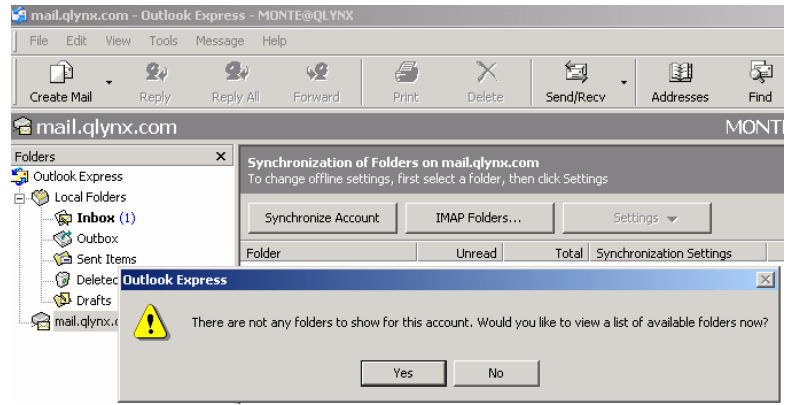 mail.qlynx.com - Outlook Express - MONTE@QLYNX
File Edit View Tools Message Help
Create Mail Reply Reply All Forward Print Delete Send/Recv Addresses Find
mail.qlynx.com MONT
Folders x
Outlook Express
Local Folders
Inbox (1)
Outbox
Sent Items
Deleted
Drafts
mail.qlynx.c
Synchronization of Folders on mail.qlynx.com
To change offline settings, first select a folder, then click Settings
Synchronize Account IMAP Folders... Settings
Folder Unread Total Synchronization Settings
Outlook Express
There are not any folders to show for this account. Would you like to view a list of available folders now?
Yes No